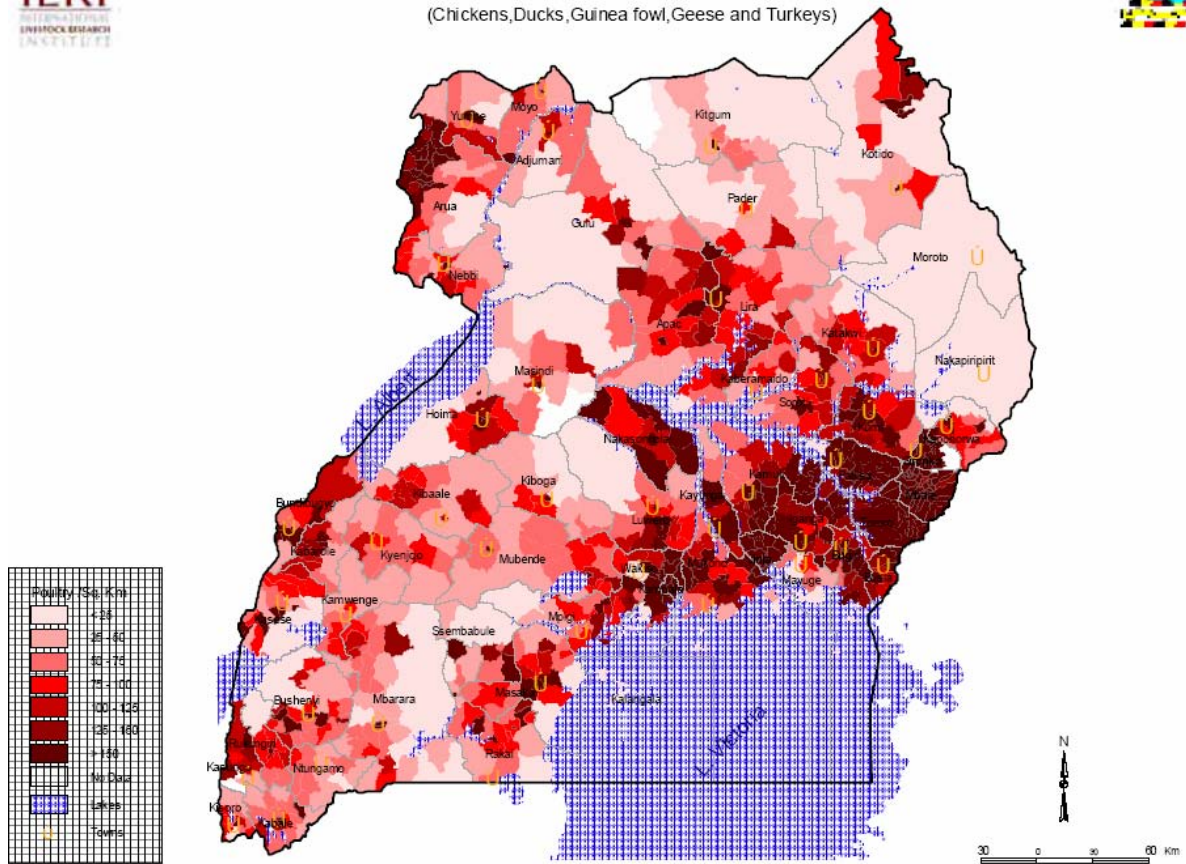 INTERNATIONAL
LIVESTOCK RESEARCH
INSTITUTE
(Chickens,Ducks,Guinea fowl,Geese and Turkeys)
Moyo
Yumbe
Kitgum
Adjumani
Kotido
Pader
Arua
Gulu
Moroto
Nebbi
Lira
Apac
Katakwi
Nakapiripirit
Masindi
Kaberamaido
L. Albert
Hoima
Soroti
Kumi
Nakasongola
Kamuli
Kiboga
Kibaale
Kayunga
Bundibugyo
Luwero
Kabarole
Kyenjojo
Mubende
Wakiso
Mayuge
Kamwenge
Kasese
Mpigi
Ssembabule
Masaka
Kalangala
Bushenyi
Mbarara
L. Victoria
Rukungiri
Rakai
Ntungamo
Kisoro
Kabale
Poultry /Sq. Km
< 25
25 - 50
50 - 75
75 - 100
100 - 125
125 - 150
> 150
No Data
Lakes
Towns
N
30 0 30 60 Km